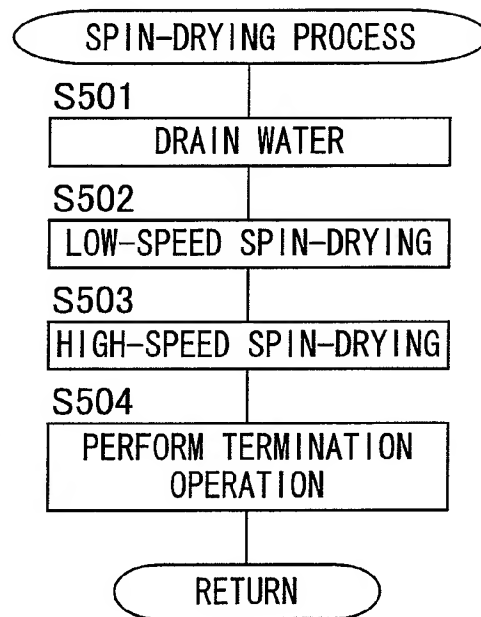 SPIN-DRYING PROCESS
S501
DRAIN WATER
S502
LOW-SPEED SPIN-DRYING
S503
HIGH-SPEED SPIN-DRYING
S504
PERFORM TERMINATION
OPERATION
RETURN